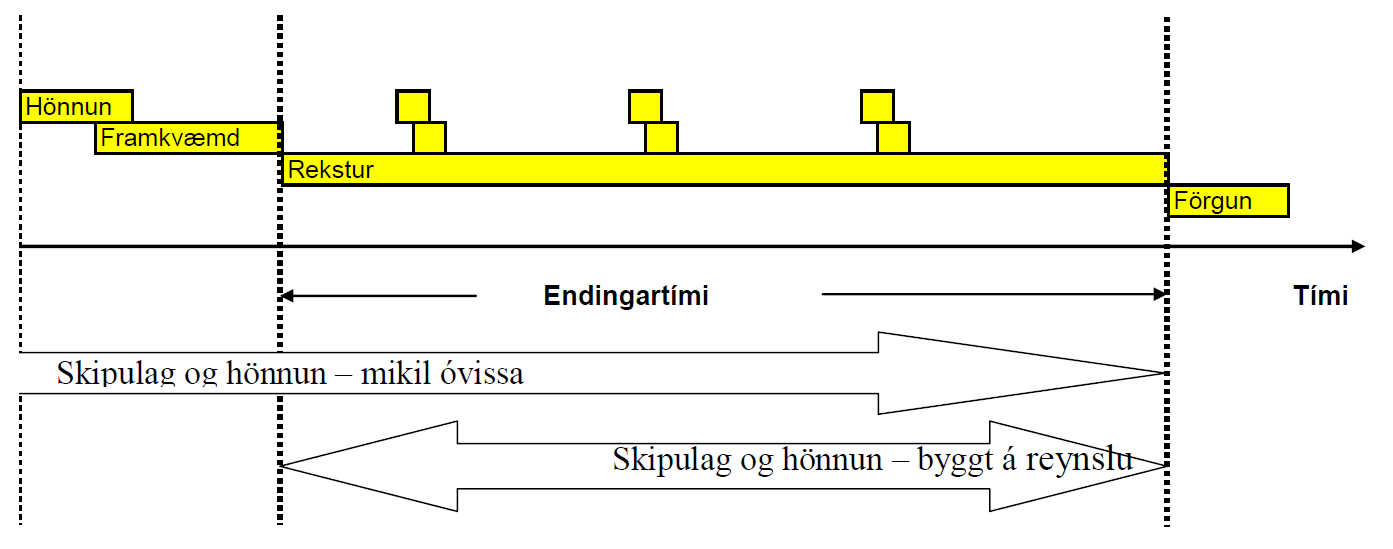 Hönnun
Framkvæmd
Rekstur
Förgun
Endingartími
Tími
Skipulag og hönnun – mikil óvissa
Skipulag og hönnun – byggt á reynslu